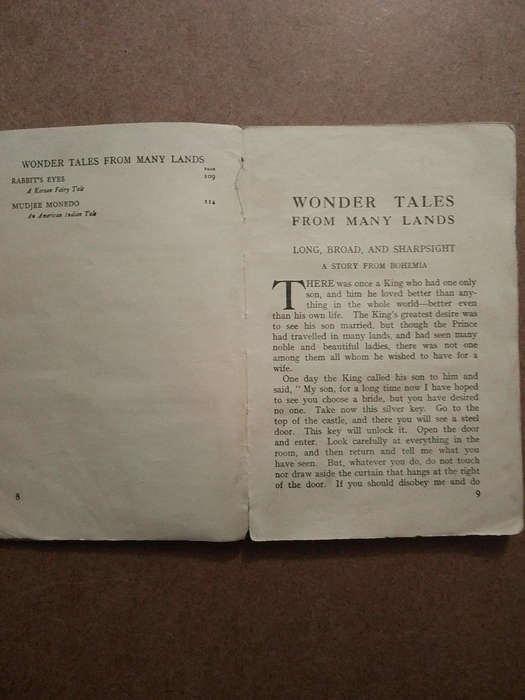 WONDER TALES FROM MANY LANDS
PAGE
RABBIT'S EYES 109
A Korean Fairy Tale
MUDJEE MONEDO 114
An American Indian Tale
8
WONDER TALES
FROM MANY LANDS
LONG, BROAD, AND SHARPSIGHT
A STORY FROM BOHEMIA
THERE was once a King who had one only
son, and him he loved better than any-
thing in the whole world—better even
than his own life. The King's greatest desire was
to see his son married, but though the Prince
had travelled in many lands, and had seen many
noble and beautiful ladies, there was not one
among them all whom he wished to have for a
wife.
One day the King called his son to him and
said, "My son, for a long time now I have hoped
to see you choose a bride, but you have desired
no one. Take now this silver key. Go to the
top of the castle, and there you will see a steel
door. This key will unlock it. Open the door
and enter. Look carefully at everything in the
room, and then return and tell me what you
have seen. But, whatever you do, do not touch
nor draw aside the curtain that hangs at the right
of the door. If you should disobey me and do
9